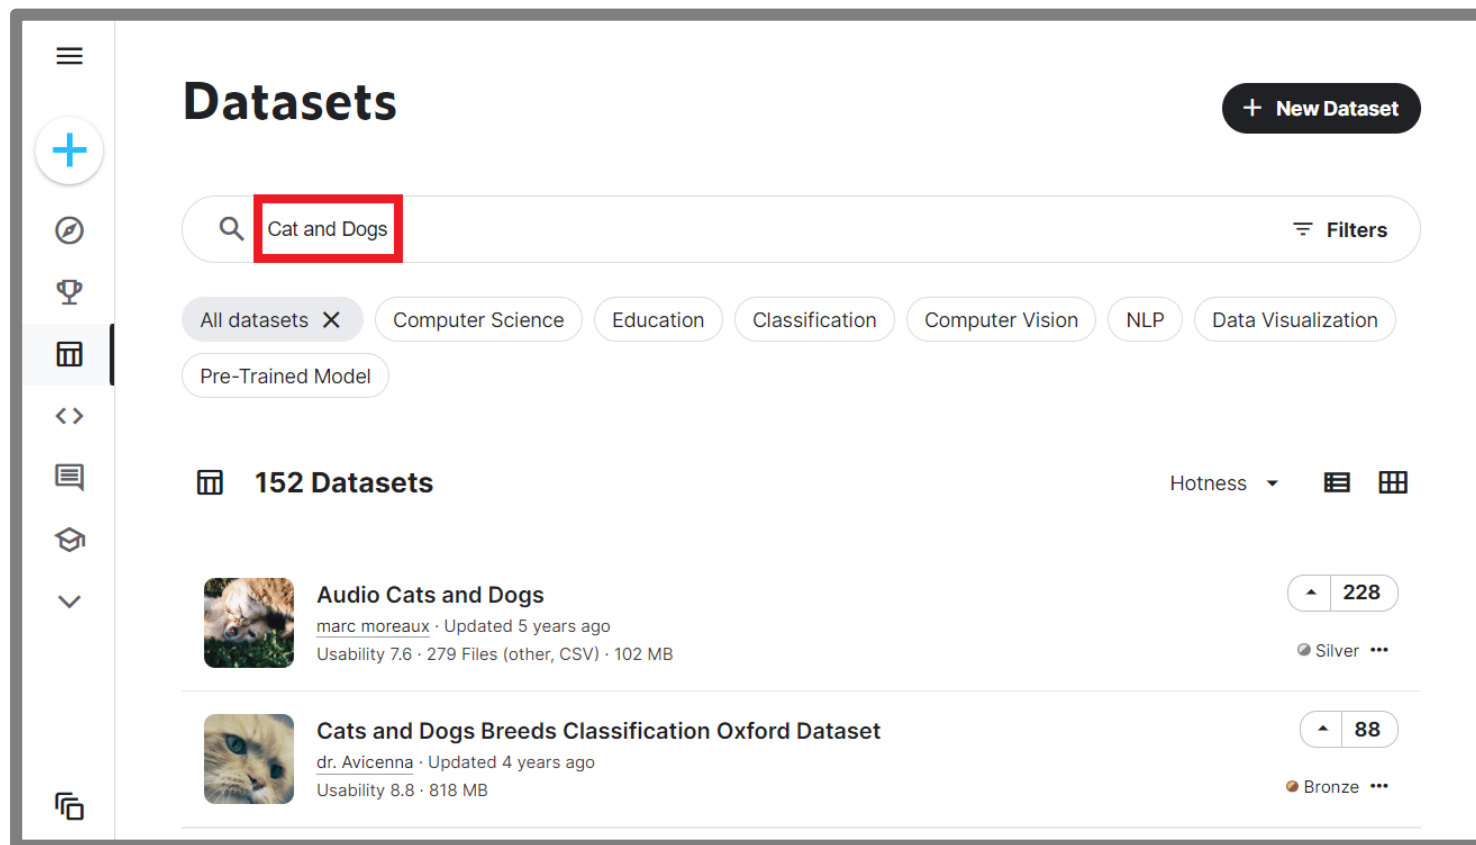 Datasets
+ New Dataset
Cat and Dogs
Filters
All datasets
Computer Science
Education
Classification
Computer Vision
NLP
Data Visualization
Pre-Trained Model
152 Datasets
Hotness
Audio Cats and Dogs
228
marc moreaux · Updated 5 years ago
Usability 7.6 · 279 Files (other, CSV) · 102 MB
Silver •••
Cats and Dogs Breeds Classification Oxford Dataset
88
dr. Avicenna · Updated 4 years ago
Usability 8.8 · 818 MB
Bronze •••